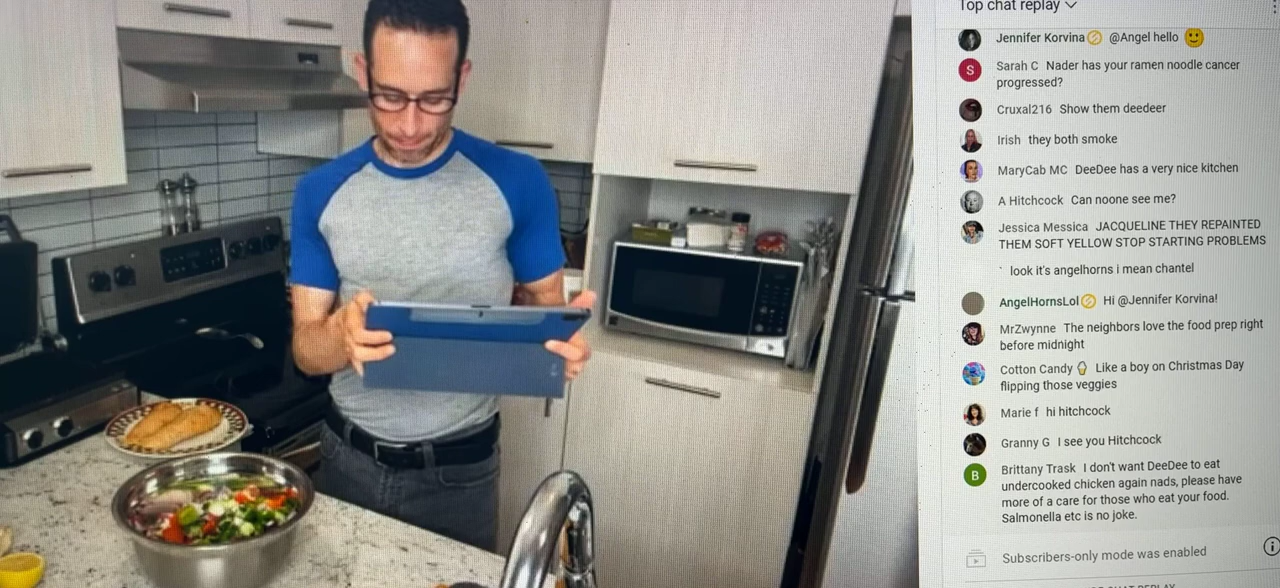 Top chat replay
Jennifer Korvina @Angel hello
Sarah C Nader has your ramen noodle cancer
progressed?
Cruxal216 Show them deedeer
Irish they both smoke
MaryCab MC DeeDee has a very nice kitchen
A Hitchcock Can noone see me?
Jessica Messica JACQUELINE THEY REPAINTED
THEM SOFT YELLOW STOP STARTING PROBLEMS
look it's angelhorns i mean chantel
AngelHornsLol Hi @Jennifer Korvina!
MrZwynne The neighbors love the food prep right
before midnight
Cotton Candy Like a boy on Christmas Day
flipping those veggies
Marie f hi hitchcock
Granny G I see you Hitchcock
Brittany Trask I don't want DeeDee to eat
undercooked chicken again nads, please have
more of a care for those who eat your food.
Salmonella etc is no joke.
Subscribers-only mode was enabled
CHAT REPLAY